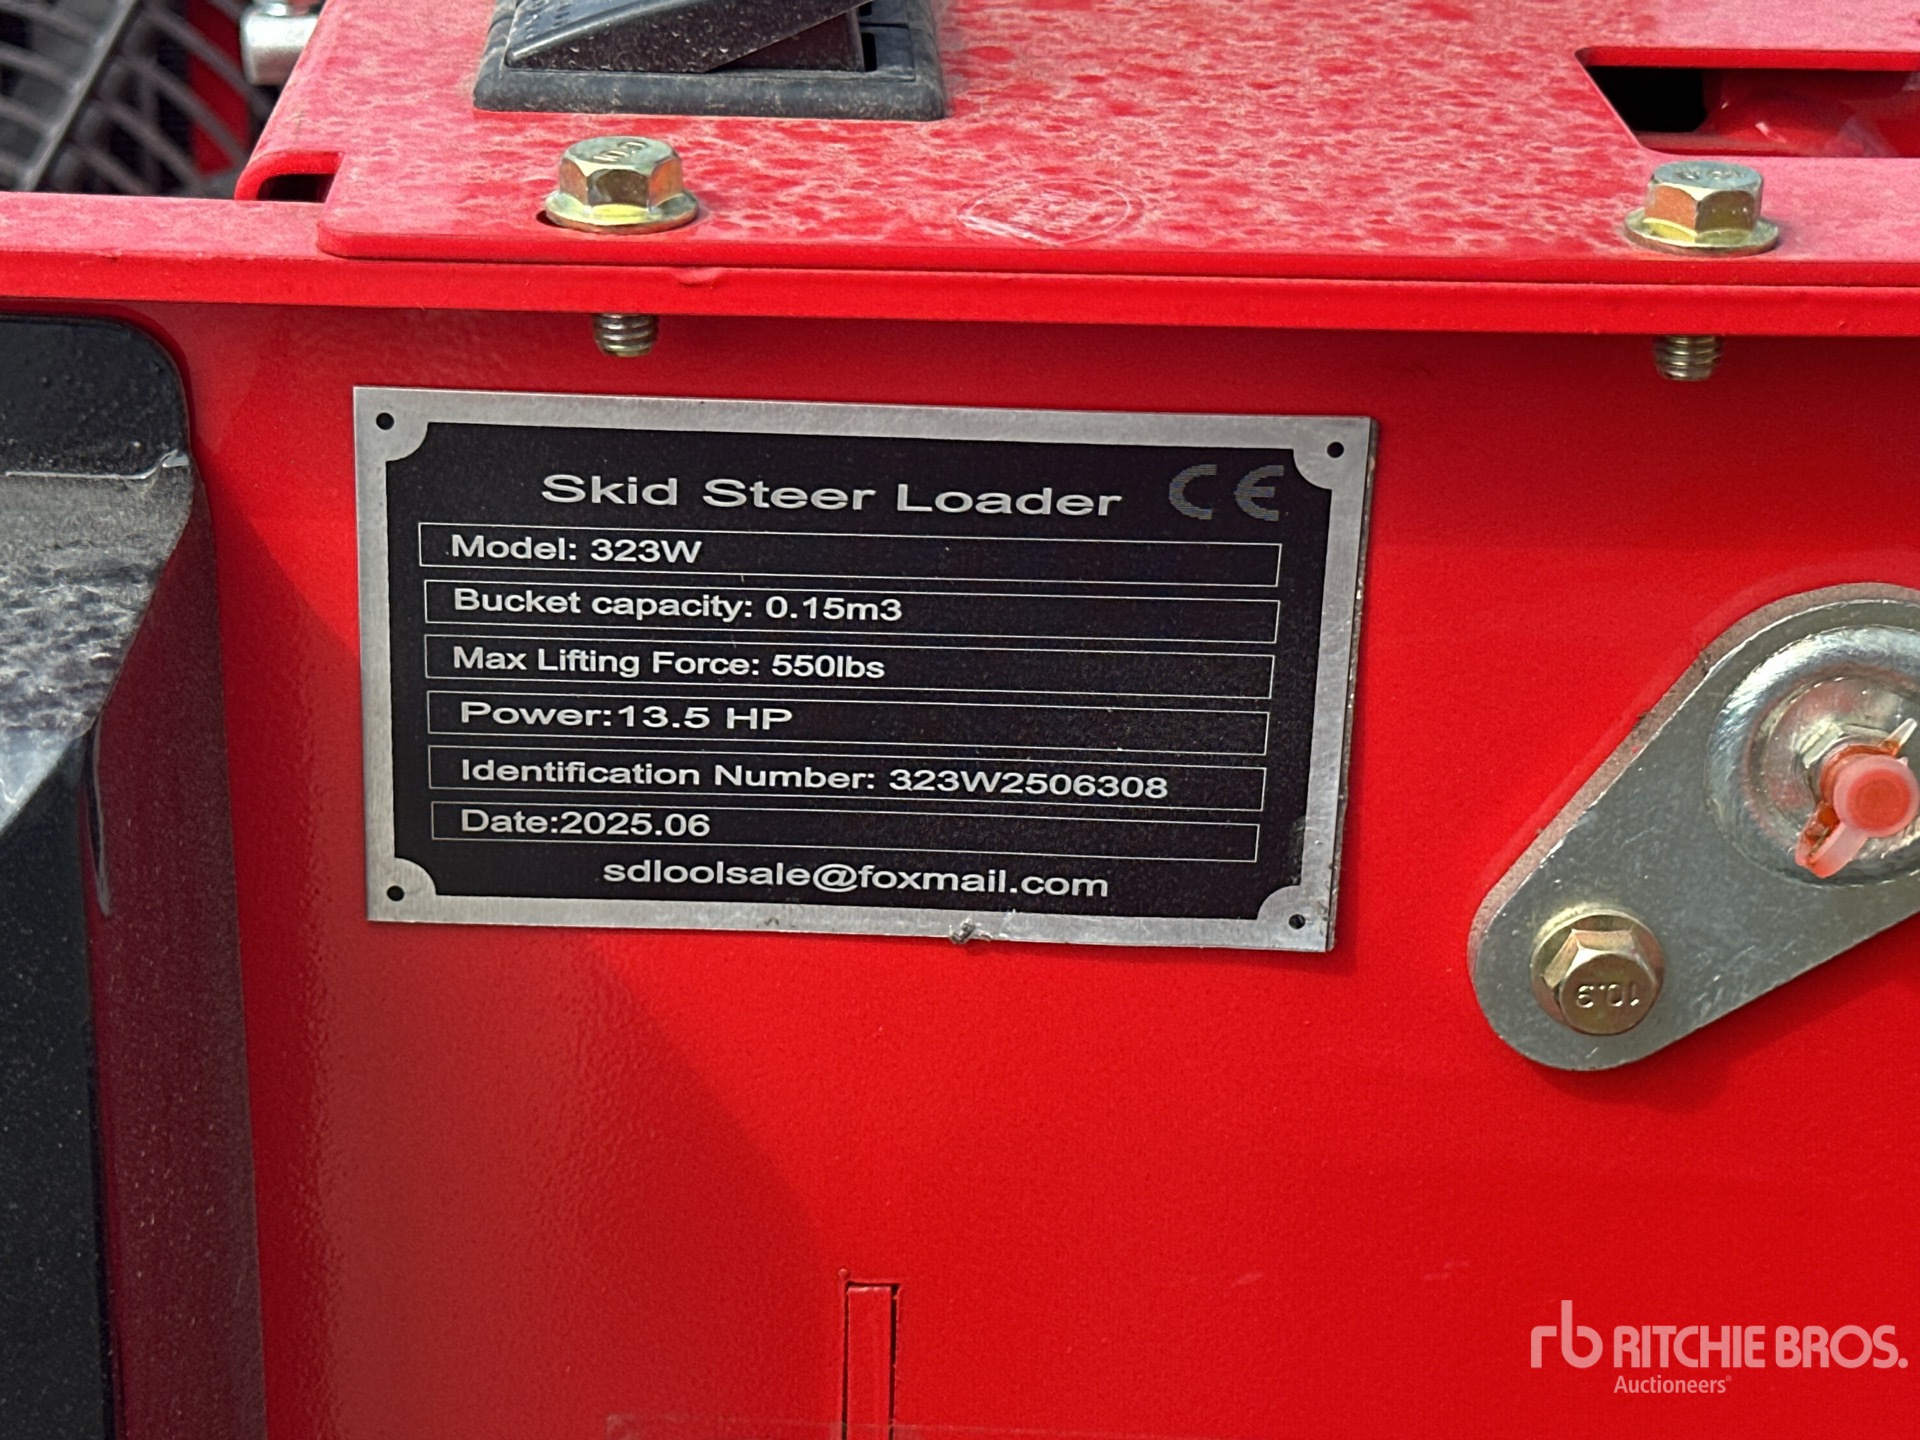 Skid Steer Loader CE
Model: 323W
Bucket capacity: 0.15m3
Max Lifting Force: 550lbs
Power:13.5 HP
Identification Number: 323W2506308
Date:2025.06
sdloolsale@foxmail.com
10.9
rb RITCHIE BROS.
Auctioneers